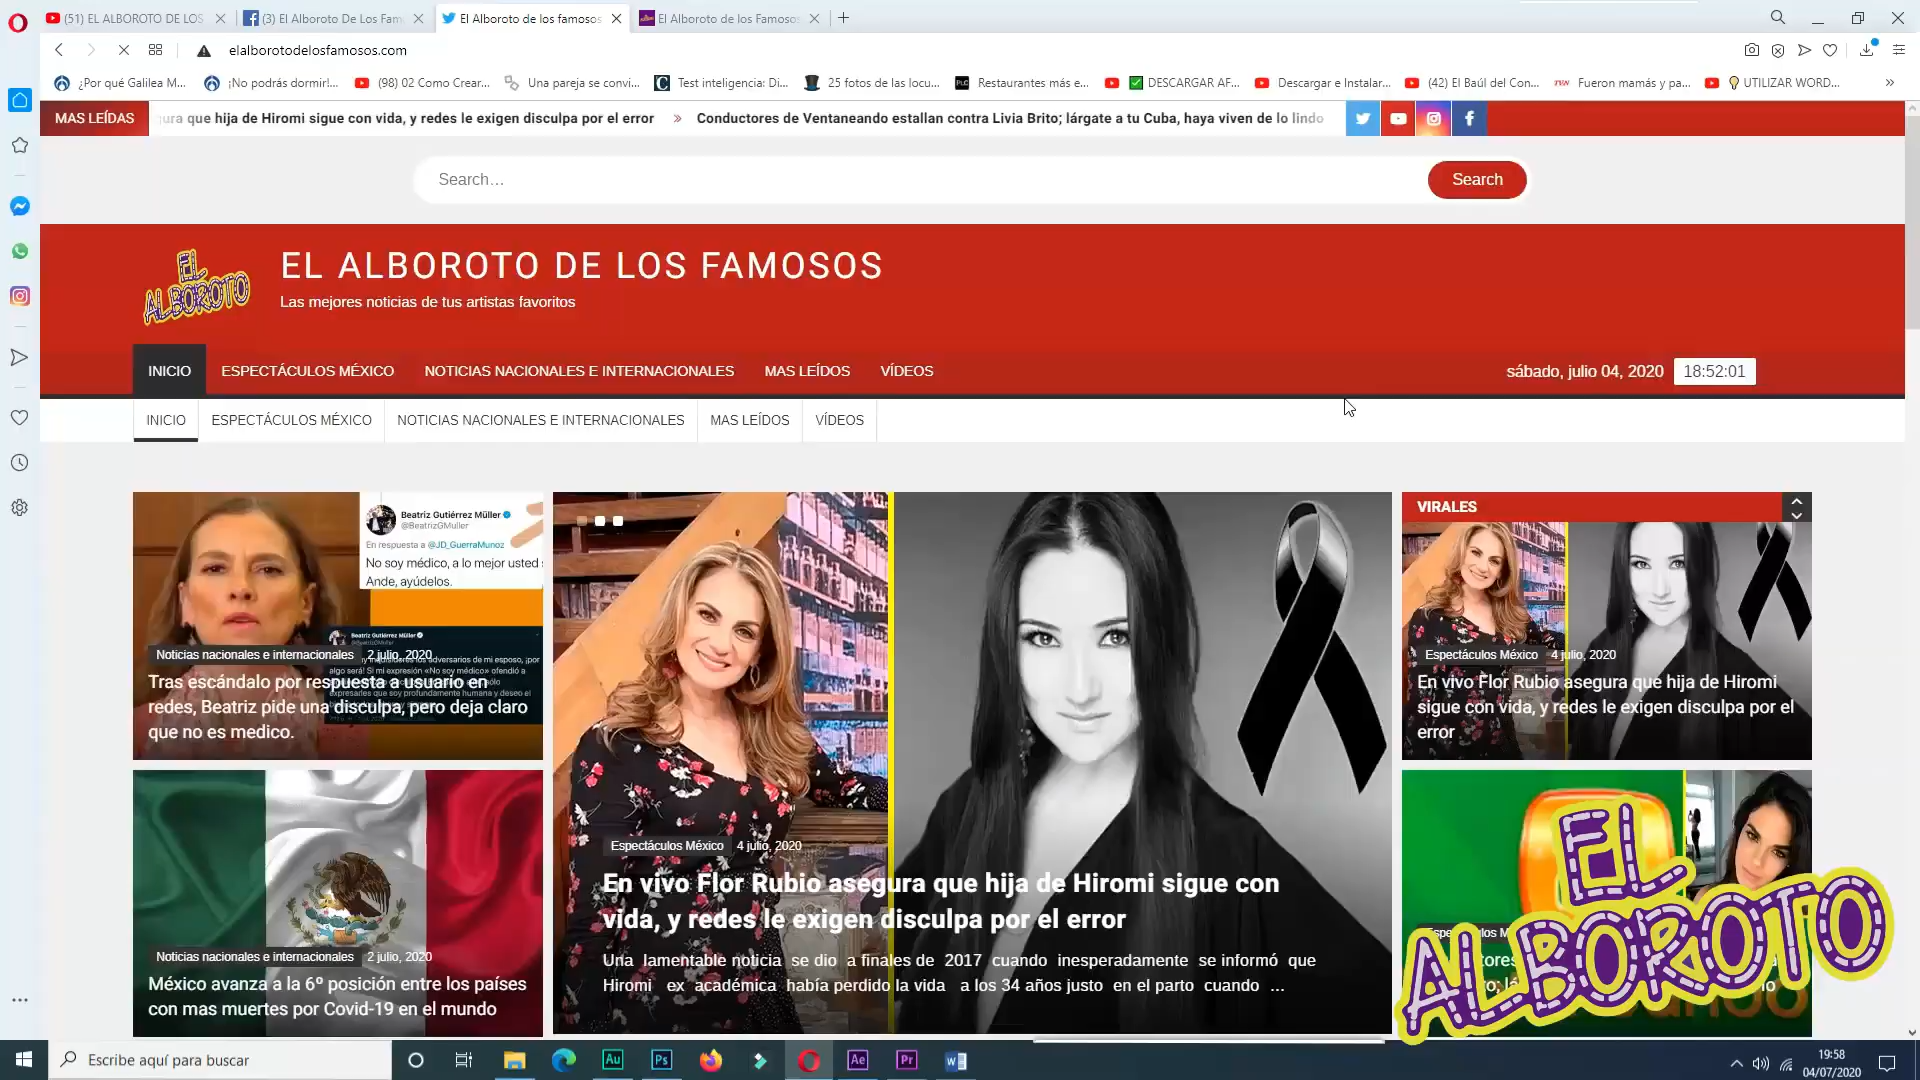 (51) EL ALBOROTO DE LOS
(3) El Alboroto De Los Fam
El Alboroto de los famosos
El Alboroto de los Famoso
elalborotodelosfamosos.com
¿Por qué Galilea M...
¡No podrás dormir!...
(98) 02 Como Crear...
Una pareja se convi...
Test inteligencia: Di...
25 fotos de las locu...
Restaurantes más e...
DESCARGAR AF...
Descargar e Instalar...
(42) El Baúl del Con...
Fueron mamás y pa...
UTILIZAR WORD...
MAS LEÍDAS
que hija de Hiromi sigue con vida, y redes le exigen disculpa por el error » Conductores de Ventaneando estallan contra Livia Brito; lárgate a tu Cuba, haya viven de lo lindo
Search…
Search
EL ALBOROTO
EL ALBOROTO DE LOS FAMOSOS
Las mejores noticias de tus artistas favoritos
INICIO ESPECTÁCULOS MÉXICO NOTICIAS NACIONALES E INTERNACIONALES MAS LEÍDOS VÍDEOS
sábado, julio 04, 2020 18:52:01
INICIO ESPECTÁCULOS MÉXICO NOTICIAS NACIONALES E INTERNACIONALES MAS LEÍDOS VÍDEOS
Beatriz Gutiérrez Müller
@BeatrizGMuller
En respuesta a @JD_GuerraMunoz
No soy médico, a lo mejor usted
Ande, ayúdelos.
Beatriz Gutiérrez Müller
Noticias nacionales e internacionales 2 julio, 2020
Tras escándalo por respuesta a usuario en
redes, Beatriz pide una disculpa, pero deja claro
que no es medico.
Noticias nacionales e internacionales 2 julio, 2020
México avanza a la 6º posición entre los países
con mas muertes por Covid-19 en el mundo
Espectáculos México 4 julio, 2020
En vivo Flor Rubio asegura que hija de Hiromi sigue con
vida, y redes le exigen disculpa por el error
Una lamentable noticia se dio a finales de 2017 cuando inesperadamente se informó que
Hiromi ex académica había perdido la vida a los 34 años justo en el parto cuando ...
VIRALES
Espectáculos México 4 julio, 2020
En vivo Flor Rubio asegura que hija de Hiromi
sigue con vida, y redes le exigen disculpa por el
error
EL
ALBOROTO
Escribe aquí para buscar
Au
Ps
Ae
Pr
19:58
04/07/2020